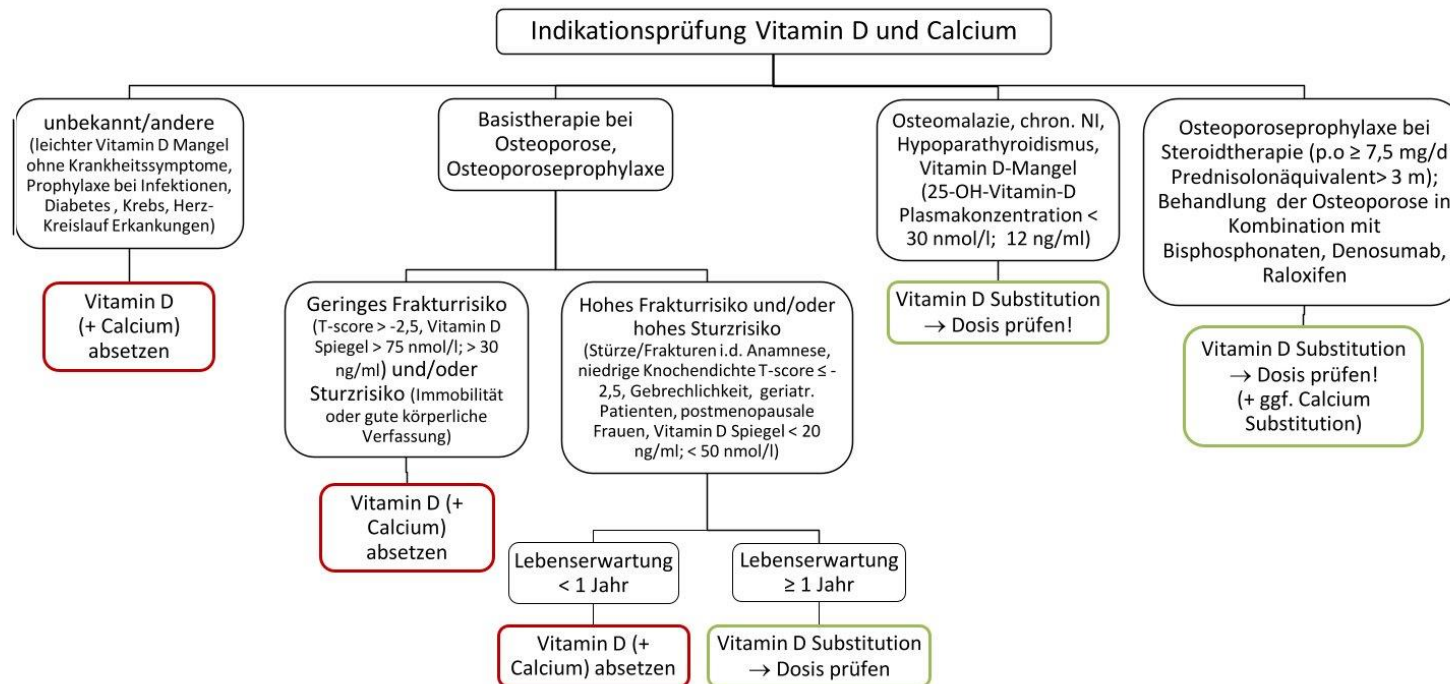 Indikationsprüfung Vitamin D und Calcium
unbekannt/andere
(leichter Vitamin D Mangel
ohne Krankheitssymptome,
Prophylaxe bei Infektionen,
Diabetes , Krebs, Herz-
Kreislauf Erkankungen)
Vitamin D
(+ Calcium)
absetzen
Basistherapie bei
Osteoporose,
Osteoporoseprophylaxe
Geringes Frakturrisiko
(T-score > -2,5, Vitamin D
Spiegel > 75 nmol/l; > 30
ng/ml) und/oder
Sturzrisiko (Immobilität
oder gute körperliche
Verfassung)
Vitamin D (+
Calcium)
absetzen
Hohes Frakturrisiko und/oder
hohes Sturzrisiko
(Stürze/Frakturen i.d. Anamnese,
niedrige Knochendichte T-score ≤ -
2,5, Gebrechlichkeit, geriatr.
Patienten, postmenopausale
Frauen, Vitamin D Spiegel < 20
ng/ml; < 50 nmol/l)
Lebenserwartung
< 1 Jahr
Vitamin D (+
Calcium) absetzen
Lebenserwartung
≥ 1 Jahr
Vitamin D Substitution
→ Dosis prüfen
Osteomalazie, chron. NI,
Hypoparathyroidismus,
Vitamin D-Mangel
(25-OH-Vitamin-D
Plasmakonzentration <
30 nmol/l; 12 ng/ml)
Vitamin D Substitution
→ Dosis prüfen!
Osteoporoseprophylaxe bei
Steroidtherapie (p.o ≥ 7,5 mg/d
Prednisolonäquivalent> 3 m);
Behandlung der Osteoporose in
Kombination mit
Bisphosphonaten, Denosumab,
Raloxifen
Vitamin D Substitution
→ Dosis prüfen!
(+ ggf. Calcium
Substitution)